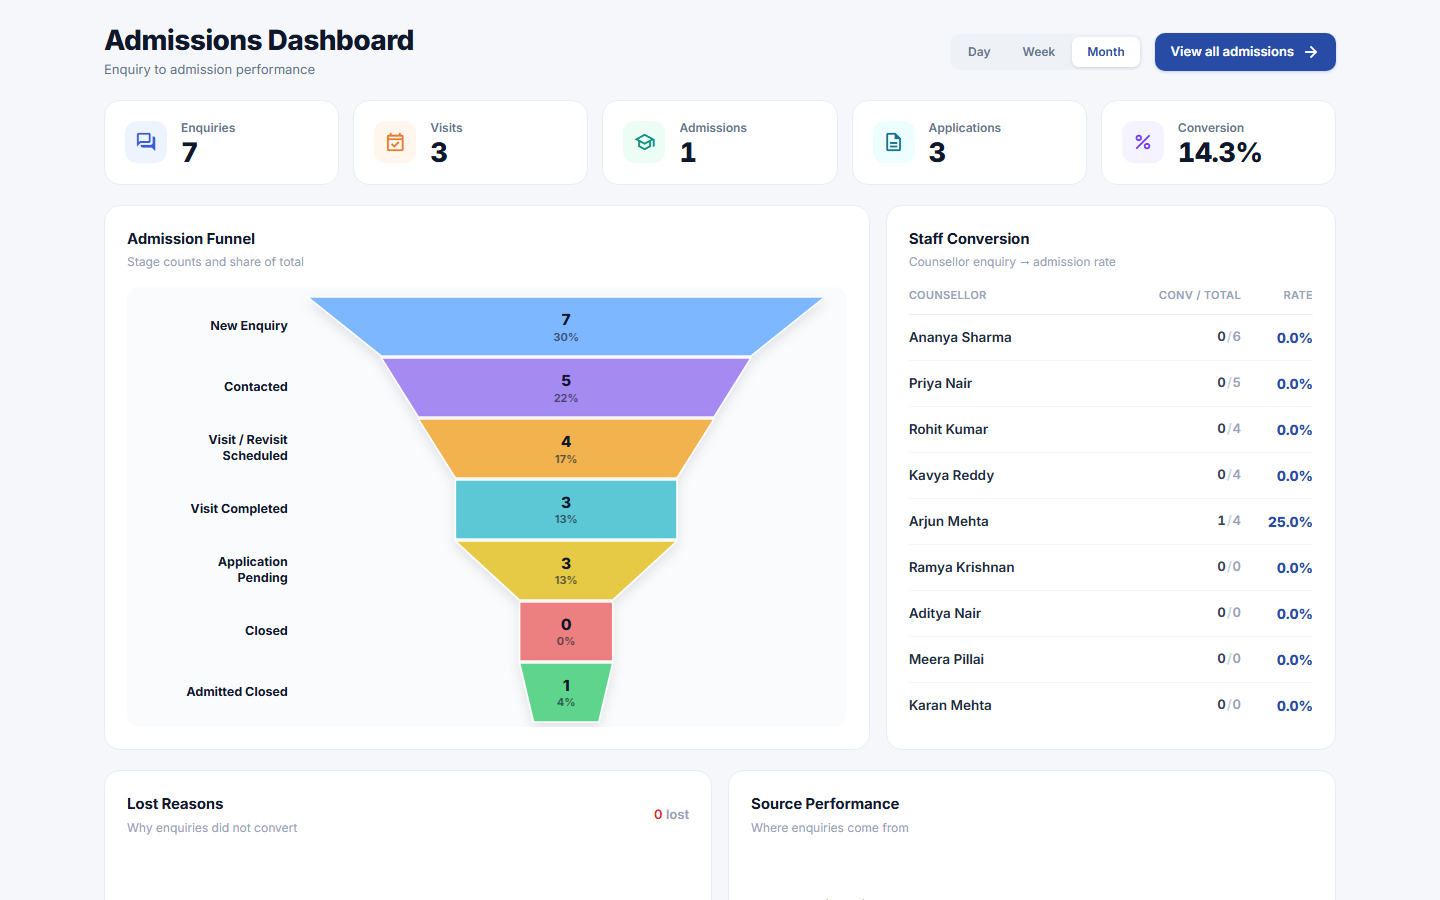 Admissions Dashboard
Enquiry to admission performance
Day Week Month
View all admissions
Enquiries
7
Visits
3
Admissions
1
Applications
3
Conversion
14.3%
Admission Funnel
Stage counts and share of total
New Enquiry
7
30%
Contacted
5
22%
Visit / Revisit
Scheduled
4
17%
Visit Completed
3
13%
Application
Pending
3
13%
Closed
0
0%
Admitted Closed
1
4%
Staff Conversion
Counsellor enquiry → admission rate
COUNSELLOR CONV / TOTAL RATE
Ananya Sharma 0/6 0.0%
Priya Nair 0/5 0.0%
Rohit Kumar 0/4 0.0%
Kavya Reddy 0/4 0.0%
Arjun Mehta 1/4 25.0%
Ramya Krishnan 0/0 0.0%
Aditya Nair 0/0 0.0%
Meera Pillai 0/0 0.0%
Karan Mehta 0/0 0.0%
Lost Reasons
Why enquiries did not convert
0 lost
Source Performance
Where enquiries come from